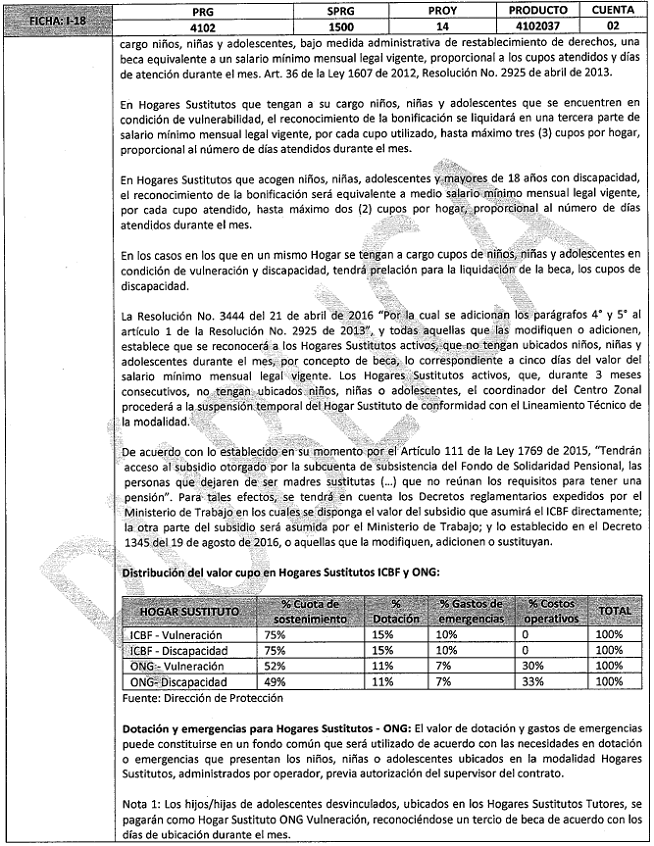 FICHA: I-18 PRG SPRG PROY PRODUCTO CUENTA
4102 1500 14 4102037 02
cargo niños, niñas y adolescentes, bajo medida administrativa de restablecimiento de derechos, una
beca equivalente a un salario mínimo mensual legal vigente, proporcional a los cupos atendidos y días
de atención durante el mes. Art. 36 de la Ley 1607 de 2012, Resolución No. 2925 de abril de 2013.
En Hogares Sustitutos que tengan a su cargo niños, niñas y adolescentes que se encuentren en
condición de vulnerabilidad, el reconocimiento de la bonificación se liquidará en una tercera parte de
salario mínimo mensual legal vigente, por cada cupo utilizado, hasta máximo tres (3) cupos por hogar,
proporcional al número de días atendidos durante el mes.
En Hogares Sustitutos que acogen niños, niñas, adolescentes y mayores de 18 años con discapacidad,
el reconocimiento de la bonificación será equivalente a medio salario mínimo mensual legal vigente,
por cada cupo atendido, hasta máximo dos (2) cupos por hogar, proporcional al número de días
atendidos durante el mes.
En los casos en los que en un mismo Hogar se tengan a cargo cupos de niños, niñas y adolescentes en
condición de vulneración y discapacidad, tendrá prelación para la liquidación de la beca, los cupos de
discapacidad.
La Resolución No. 3444 del 21 de abril de 2016 "Por la cual se adicionan los parágrafos 4° y 5° al
artículo 1 de la Resolución No. 2925 de 2013", y todas aquellas que las modifiquen o adicionen,
establece que se reconocerá a los Hogares Sustitutos activos, que no tengan ubicados niños, niñas y
adolescentes durante el mes, por concepto de beca, lo correspondiente a cinco días del valor del
salario mínimo mensual legal vigente. Los Hogares Sustitutos activos, que, durante 3 meses
consecutivos, no tengan ubicados niños, niñas o adolescentes, el coordinador del Centro Zonal
procederá a la suspensión temporal del Hogar Sustituto de conformidad con el Lineamiento Técnico de
la modalidad.
De acuerdo con lo establecido en su momento por el Artículo 111 de la Ley 1769 de 2015, "Tendrán
acceso al subsidio otorgado por la subcuenta de subsistencia del Fondo de Solidaridad Pensional, las
personas que dejaren de ser madres sustitutas (...) que no reúnan los requisitos para tener una
pensión". Para tales efectos, se tendrá en cuenta los Decretos reglamentarios expedidos por el
Ministerio de Trabajo en los cuales se disponga el valor del subsidio que asumirá el ICBF directamente;
la otra parte del subsidio será asumida por el Ministerio de Trabajo; y lo establecido en el Decreto
1345 del 19 de agosto de 2016, o aquellas que la modifiquen, adicionen o sustituyan.
Distribución del valor cupo en Hogares Sustitutos ICBF y ONG:
HOGAR SUSTITUTO % Cuota de sostenimiento % Dotación % Gastos de emergencias % Costos operativos TOTAL
ICBF - Vulneración 75% 15% 10% 0 100%
ICBF - Discapacidad 75% 15% 10% 0 100%
ONG - Vulneración 52% 11% 7% 30% 100%
ONG- Discapacidad 49% 11% 7% 33% 100%
Fuente: Dirección de Protección
Dotación y emergencias para Hogares Sustitutos - ONG: El valor de dotación y gastos de emergencias
puede constituirse en un fondo común que será utilizado de acuerdo con las necesidades en dotación
o emergencias que presentan los niños, niñas o adolescentes ubicados en la modalidad Hogares
Sustitutos, administrados por operador, previa autorización del supervisor del contrato.
Nota 1: Los hijos/hijas de adolescentes desvinculados, ubicados en los Hogares Sustitutos Tutores, se
pagarán como Hogar Sustituto ONG Vulneración, reconociéndose un tercio de beca de acuerdo con los
días de ubicación durante el mes.
PÚBLICA